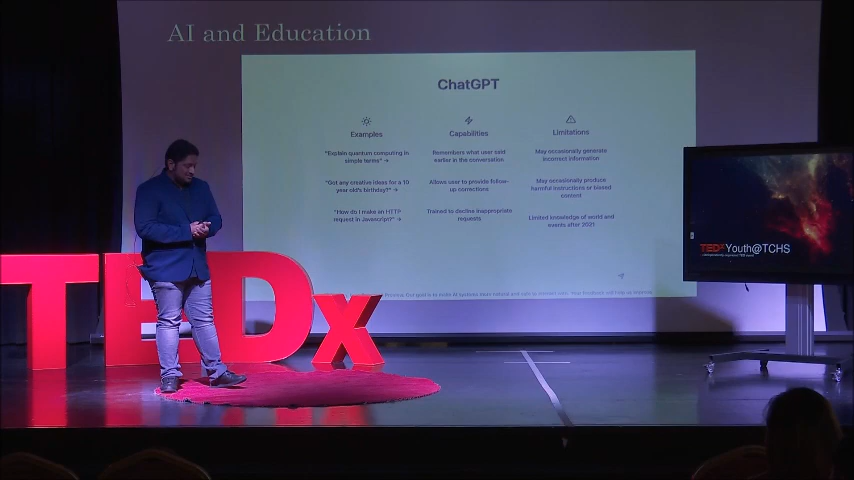 AI and Education
ChatGPT
Examples
"Explain quantum computing in
simple terms" →
"Got any creative ideas for a 10
year old's birthday?" →
"How do I make an HTTP
request in Javascript?" →
Capabilities
Remembers what user said
earlier in the conversation
Allows user to provide follow-
up corrections
Trained to decline inappropriate
requests
Limitations
May occasionally generate
incorrect information
May occasionally produce
harmful instructions or biased
content
Limited knowledge of world and
events after 2021
TEDx
TEDxYouth@TCHS